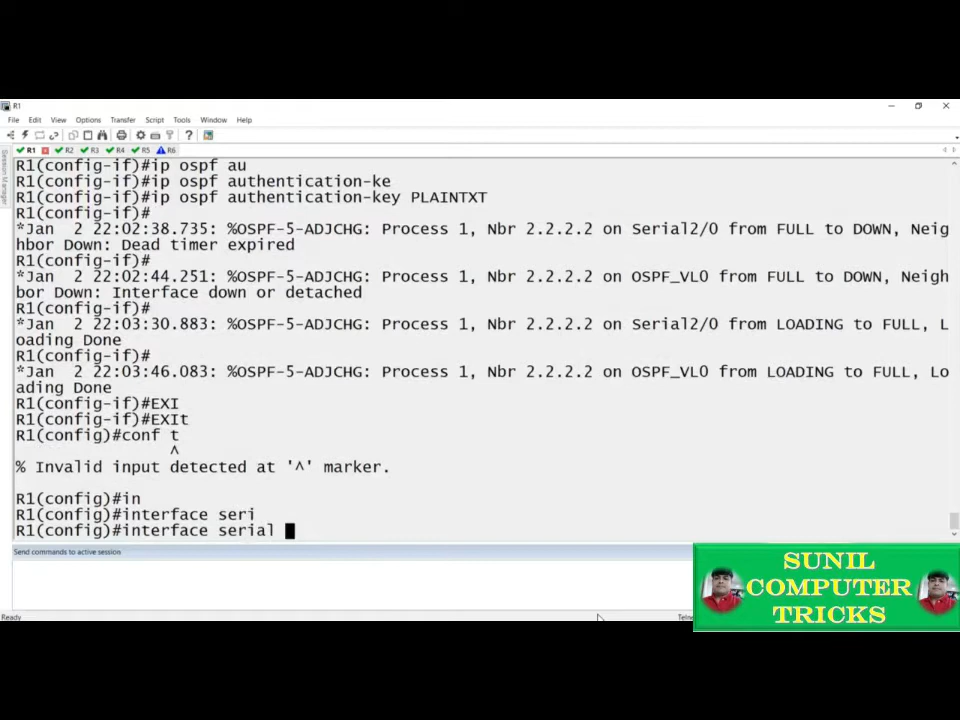 R1
File Edit View Options Transfer Script Tools Window Help
R1 R2 R3 R4 R5 R6
Session Manager
R1(config-if)#ip ospf au
R1(config-if)#ip ospf authentication-ke
R1(config-if)#ip ospf authentication-key PLAINTXT
R1(config-if)#
*Jan  2 22:02:38.735: %OSPF-5-ADJCHG: Process 1, Nbr 2.2.2.2 on Serial2/0 from FULL to DOWN, Neig
hbor Down: Dead timer expired
R1(config-if)#
*Jan  2 22:02:44.251: %OSPF-5-ADJCHG: Process 1, Nbr 2.2.2.2 on OSPF_VL0 from FULL to DOWN, Neigh
bor Down: Interface down or detached
R1(config-if)#
*Jan  2 22:03:30.883: %OSPF-5-ADJCHG: Process 1, Nbr 2.2.2.2 on Serial2/0 from LOADING to FULL, L
oading Done
R1(config-if)#
*Jan  2 22:03:46.083: %OSPF-5-ADJCHG: Process 1, Nbr 2.2.2.2 on OSPF_VL0 from LOADING to FULL, Lo
ading Done
R1(config-if)#EXI
R1(config-if)#EXIt
R1(config)#conf t
^
% Invalid input detected at '^' marker.
R1(config)#in
R1(config)#interface seri
R1(config)#interface serial
Send commands to active session
Ready
Telne
SUNIL
COMPUTER
TRICKS